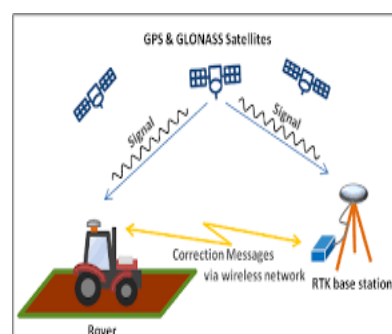 GPS & GLONASS Satellites
Signal
Signal
Correction Messages
via wireless network
RTK base station
Rover